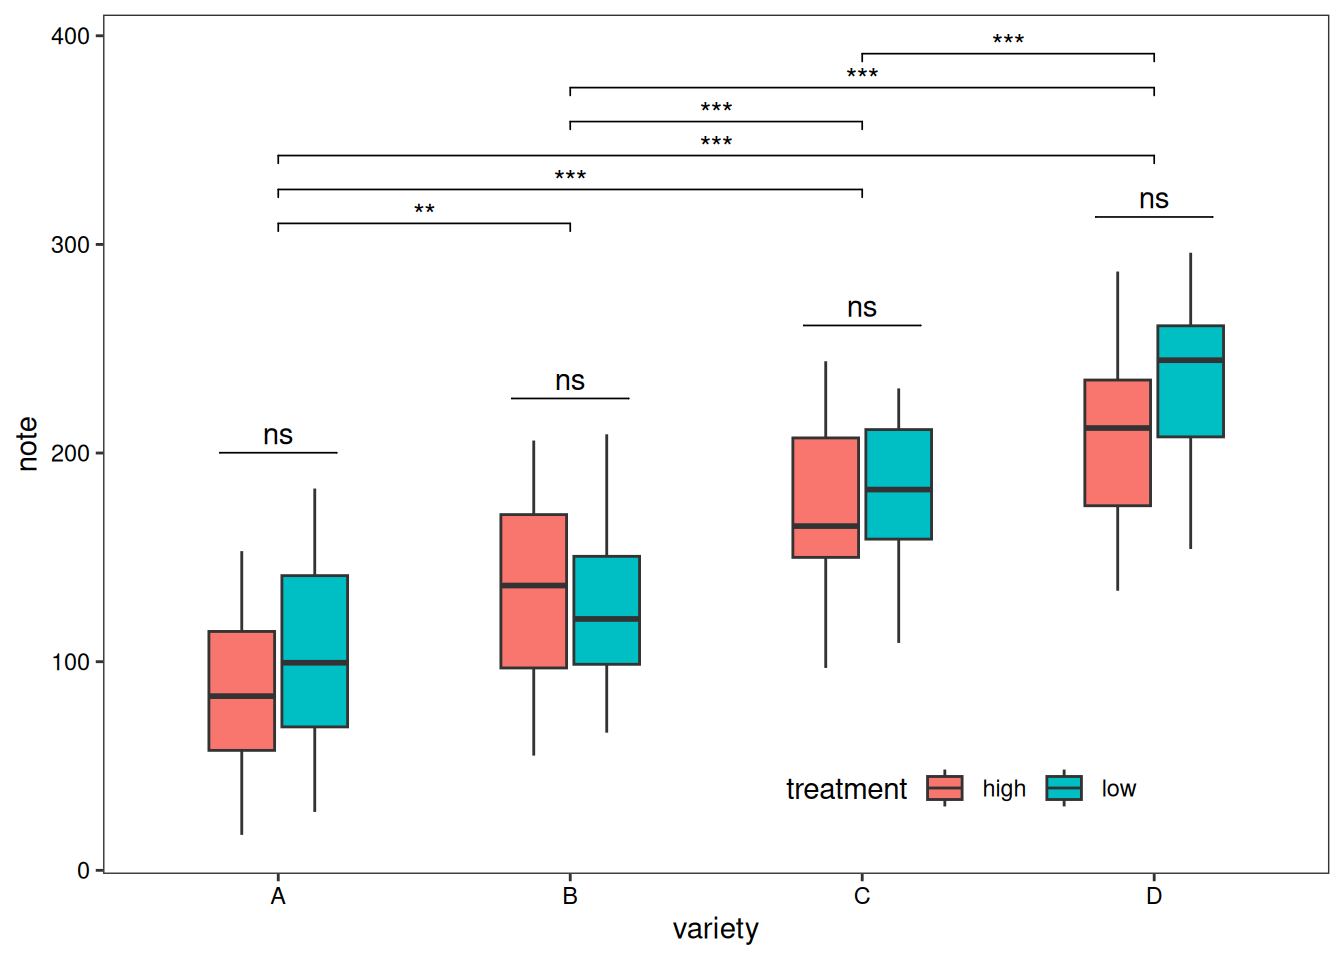 400
***
***
***
***
***
**
ns
300
ns
ns
ns
200
100
0
note
treatment high low
A B C D
variety